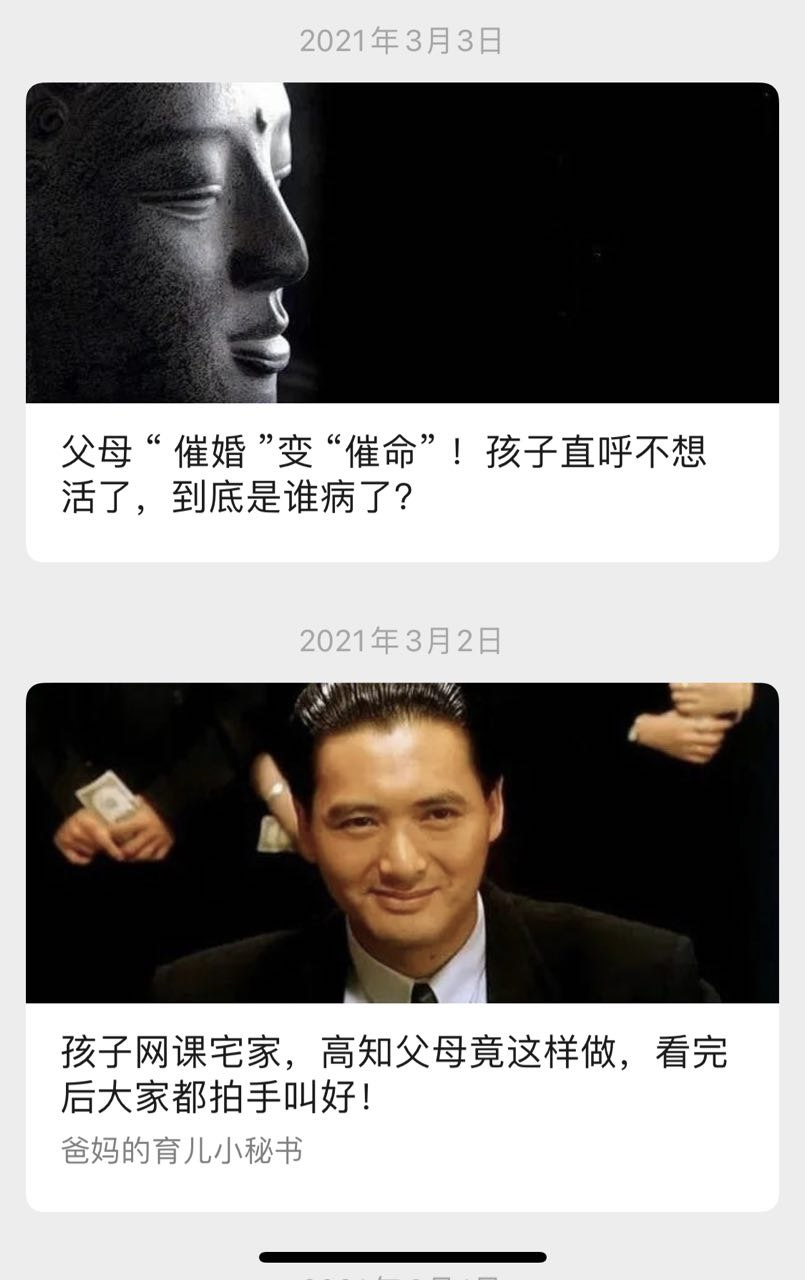 2021年3月3日
父母 “ 催婚 ”变 “催命” ！孩子直呼不想
活了，到底是谁病了？
2021年3月2日
孩子网课宅家，高知父母竟这样做，看完
后大家都拍手叫好！
爸妈的育儿小秘书